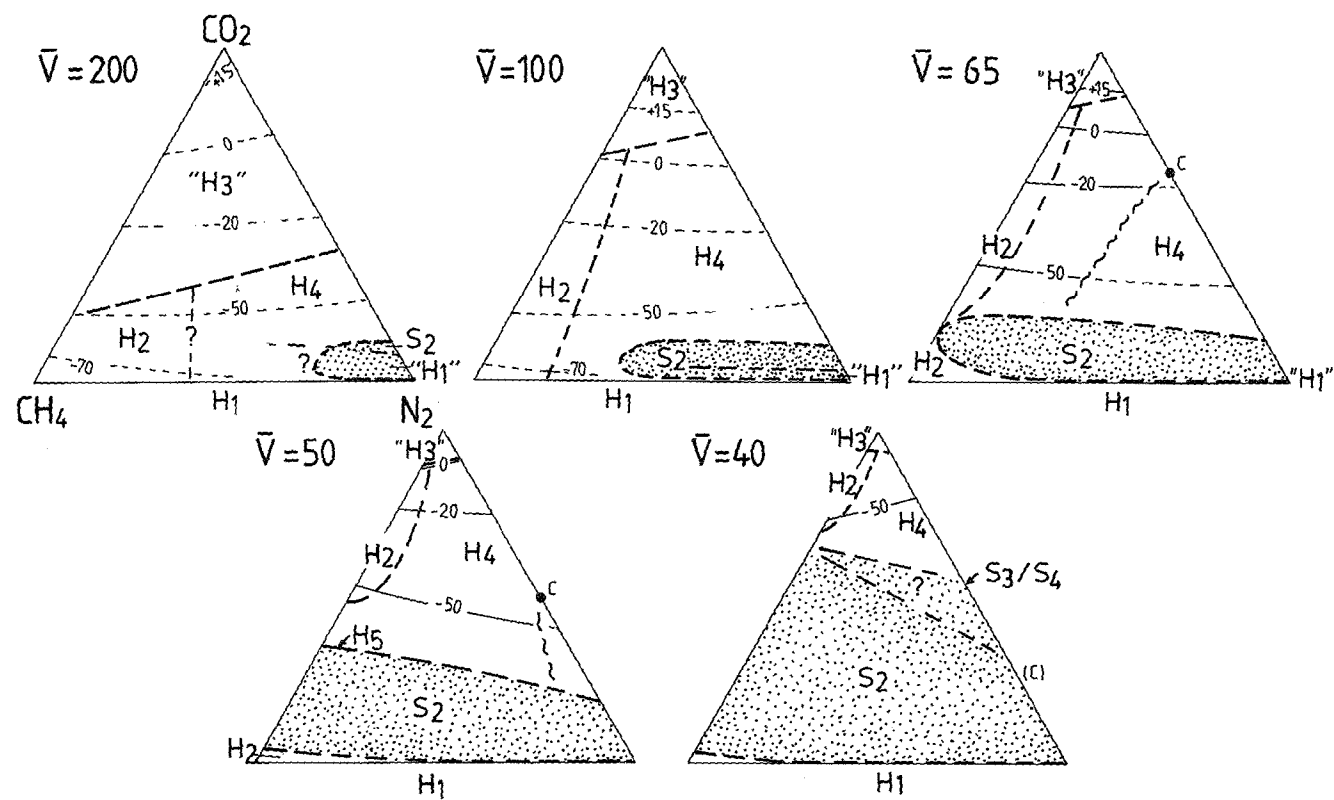 CO2
V̄ = 200
"+15"
0
"H3"
-20
H4
-50
H2
?
-70
?
S2
"H1"
CH4
H1
N2
V̄=100
"H3"
+15
0
-20
H4
H2
50
-70
S2
"H1"
H1
V̄ = 65
"H3"
+15
0
C
-20
H2
H4
-50
H2
S2
"H1"
H1
V̄ =50
"H3"
0
-20
H2
H4
C
-50
H5
S2
H2
H1
V̄ =40
"H3"
H2
-50
H4
S3/S4
?
S2
(C)
H1